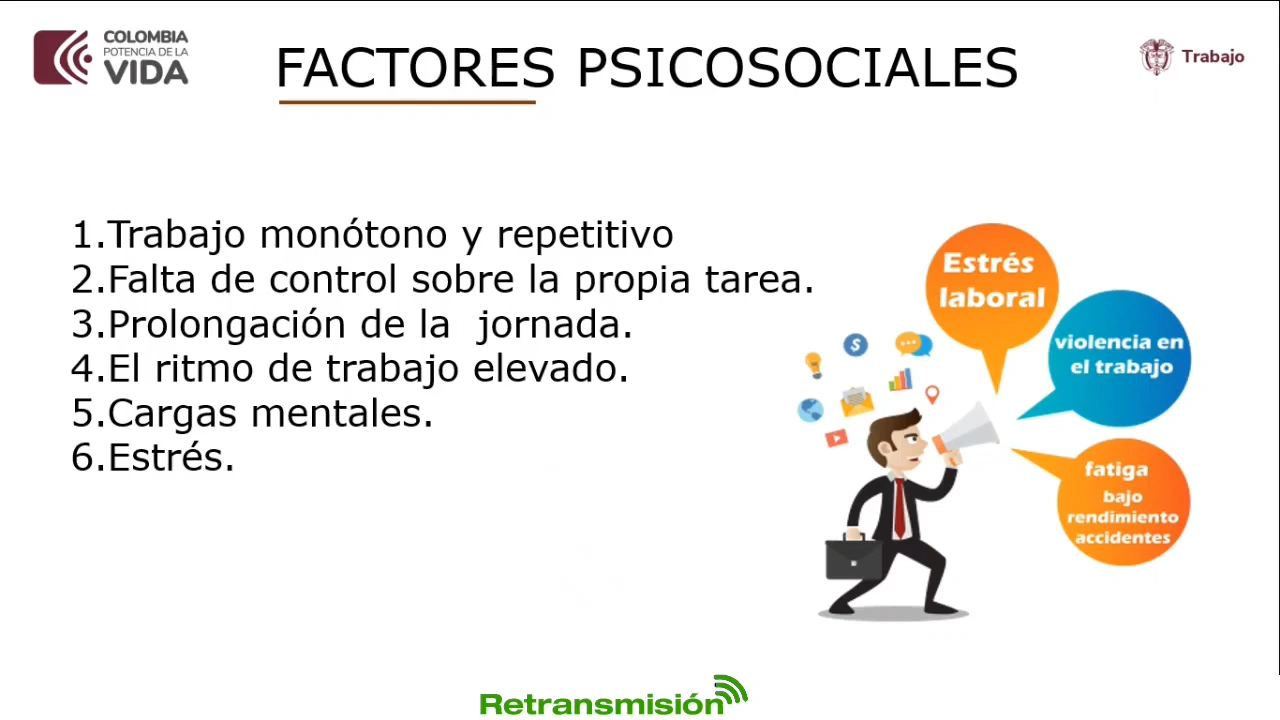 COLOMBIA
POTENCIA DE LA
VIDA
FACTORES PSICOSOCIALES
Trabajo
1.Trabajo monótono y repetitivo
2.Falta de control sobre la propia tarea.
3.Prolongación de la  jornada.
4.El ritmo de trabajo elevado.
5.Cargas mentales.
6.Estrés.
Estrés
laboral
violencia en
el trabajo
fatiga
bajo
rendimiento
accidentes
$
Retransmisión